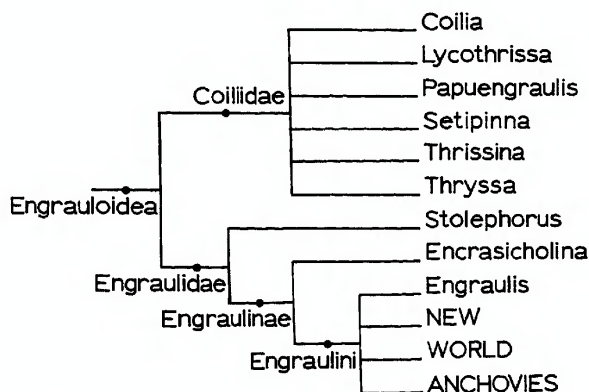 Coilia
Lycothrissa
Papuengraulis
Coiliidae
Setipinna
Thrissina
Thryssa
Engrauloidea
Stolephorus
Encrasicholina
Engraulidae
Engraulis
Engraulinae
NEW
WORLD
Engraulini
ANCHOVIES